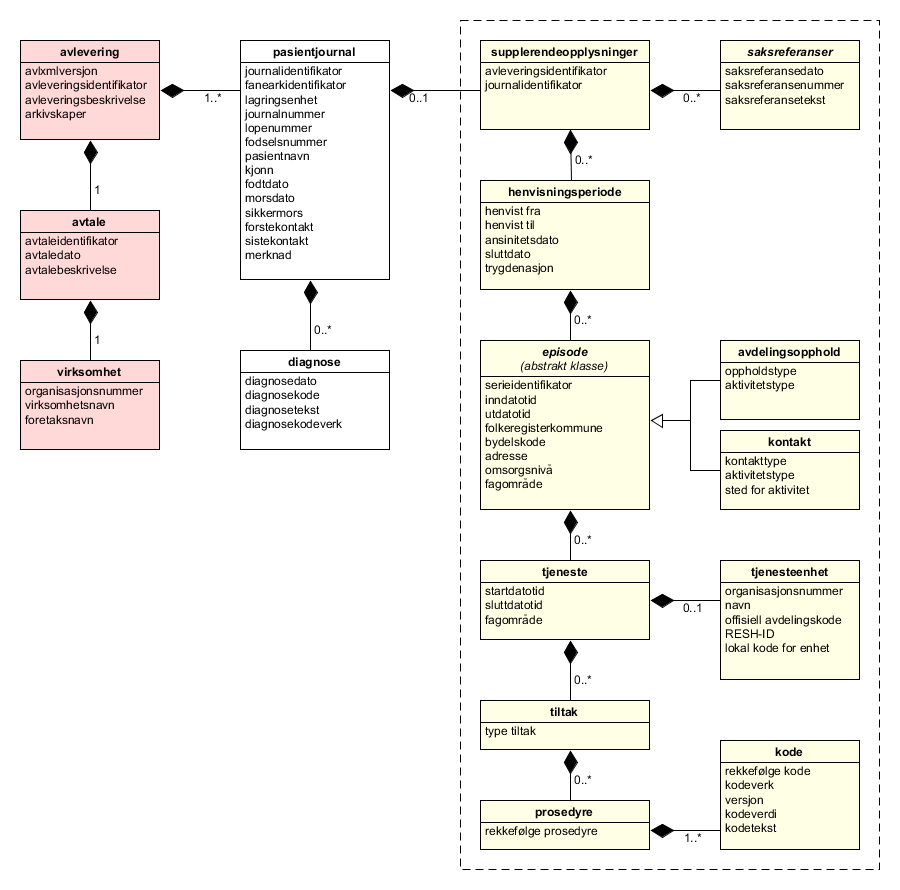 avlevering
avlxmlversjon
avleveringsidentifikator
avleveringsbeskrivelse
arkivskaper
1..*
1
avtale
avtaleidentifikator
avtaledato
avtalebeskrivelse
1
virksomhet
organisasjonsnummer
virksomhetsnavn
foretaksnavn
pasientjournal
journalidentifikator
fanearkidentifikator
lagringsenhet
journalnummer
lopenummer
fodselsnummer
pasientnavn
kjonn
fodtdato
morsdato
sikkermors
forstekontakt
sistekontakt
merknad
0..1
0..*
diagnose
diagnosedato
diagnosekode
diagnosetekst
diagnosekodeverk
supplerendeopplysninger
avleveringsidentifikator
journalidentifikator
0..*
saksreferanser
saksreferansedato
saksreferansenummer
saksreferansetekst
0..*
henvisningsperiode
henvist fra
henvist til
ansinitetsdato
sluttdato
trygdenasjon
0..*
episode
(abstrakt klasse)
serieidentifikator
inndatotid
utdatotid
folkeregisterkommune
bydelskode
adresse
omsorgsnivå
fagområde
avdelingsopphold
oppholdstype
aktivitetstype
kontakt
kontakttype
aktivitetstype
sted for aktivitet
0..*
tjeneste
startdatotid
sluttdatotid
fagområde
0..1
tjenesteenhet
organisasjonsnummer
navn
offisiell avdelingskode
RESH-ID
lokal kode for enhet
0..*
tiltak
type tiltak
0..*
prosedyre
rekkefølge prosedyre
1..*
kode
rekkefølge kode
kodeverk
versjon
kodeverdi
kodetekst